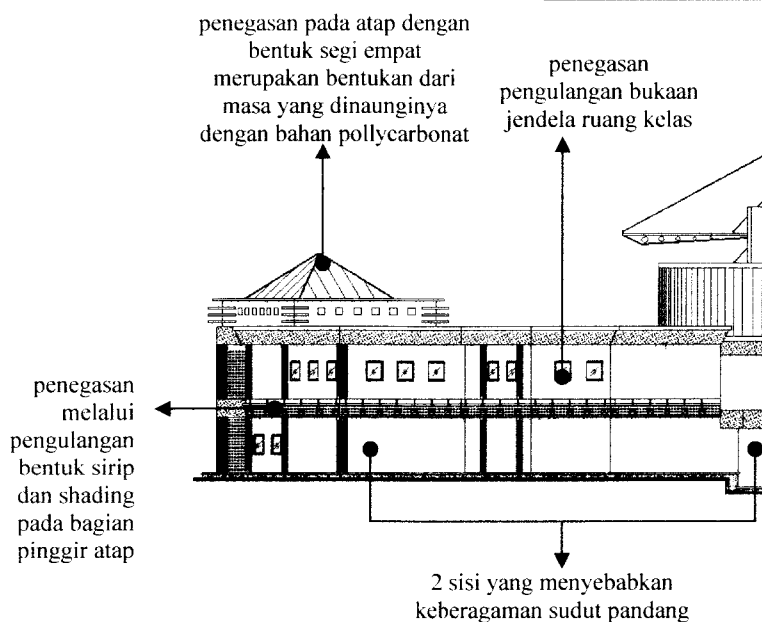 penegasan pada atap dengan
bentuk segi empat
merupakan bentukan dari
masa yang dinaunginya
dengan bahan pollycarbonat
penegasan
pengulangan bukaan
jendela ruang kelas
penegasan
melalui
pengulangan
bentuk sirip
dan shading
pada bagian
pinggir atap
2 sisi yang menyebabkan
keberagaman sudut pandang